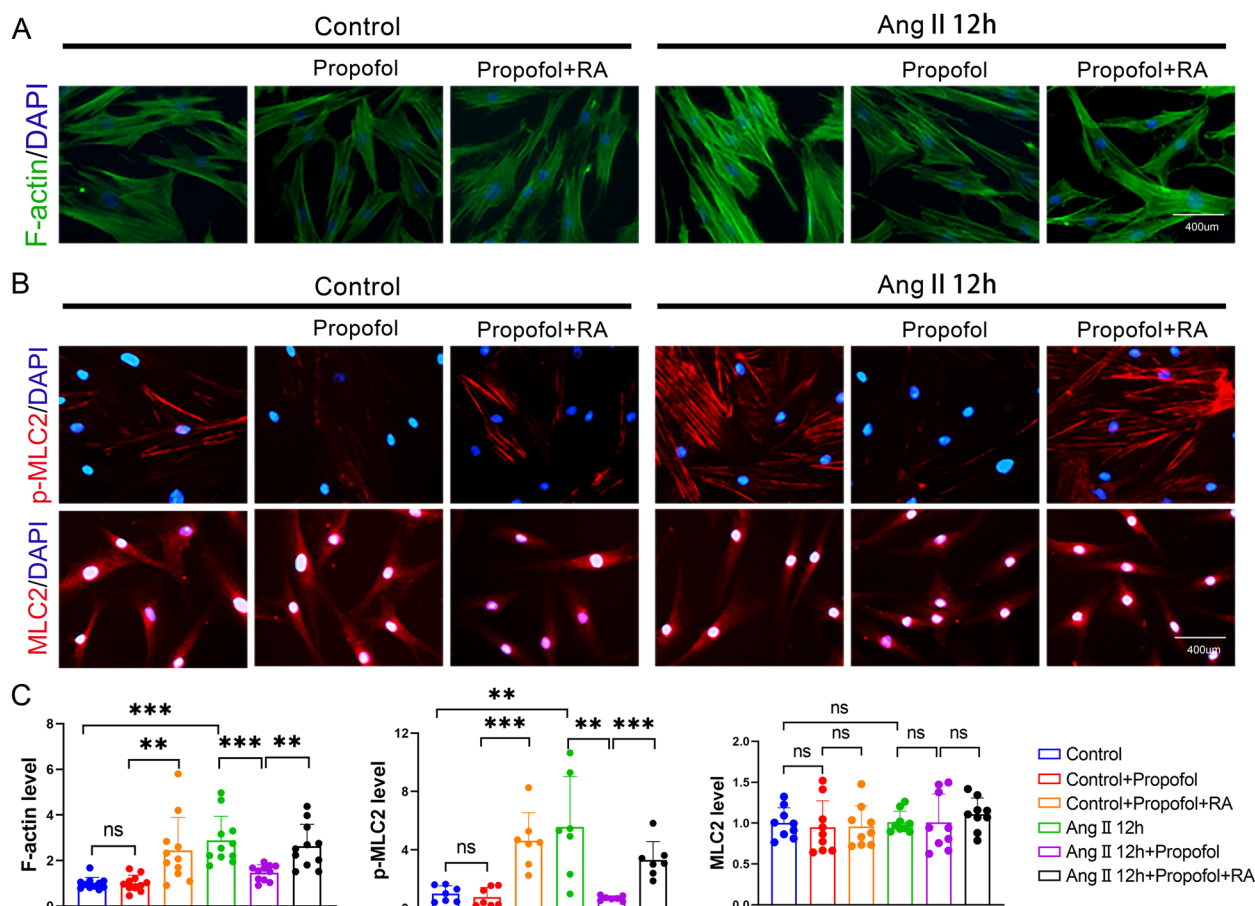 A
Control
Ang II 12h
Propofol
Propofol+RA
Propofol
Propofol+RA
F-actin/DAPI
400um
B
Control
Ang II 12h
Propofol
Propofol+RA
Propofol
Propofol+RA
p-MLC2/DAPI
MLC2/DAPI
400um
C
F-actin level
8
6
4
2
0
***
**
***
**
ns
p-MLC2 level
12
8
4
0
**
***
**
***
ns
MLC2 level
2.0
1.5
1.0
0.5
0.0
ns
ns
ns
ns
ns
Control
Control+Propofol
Control+Propofol+RA
Ang II 12h
Ang II 12h+Propofol
Ang II 12h+Propofol+RA